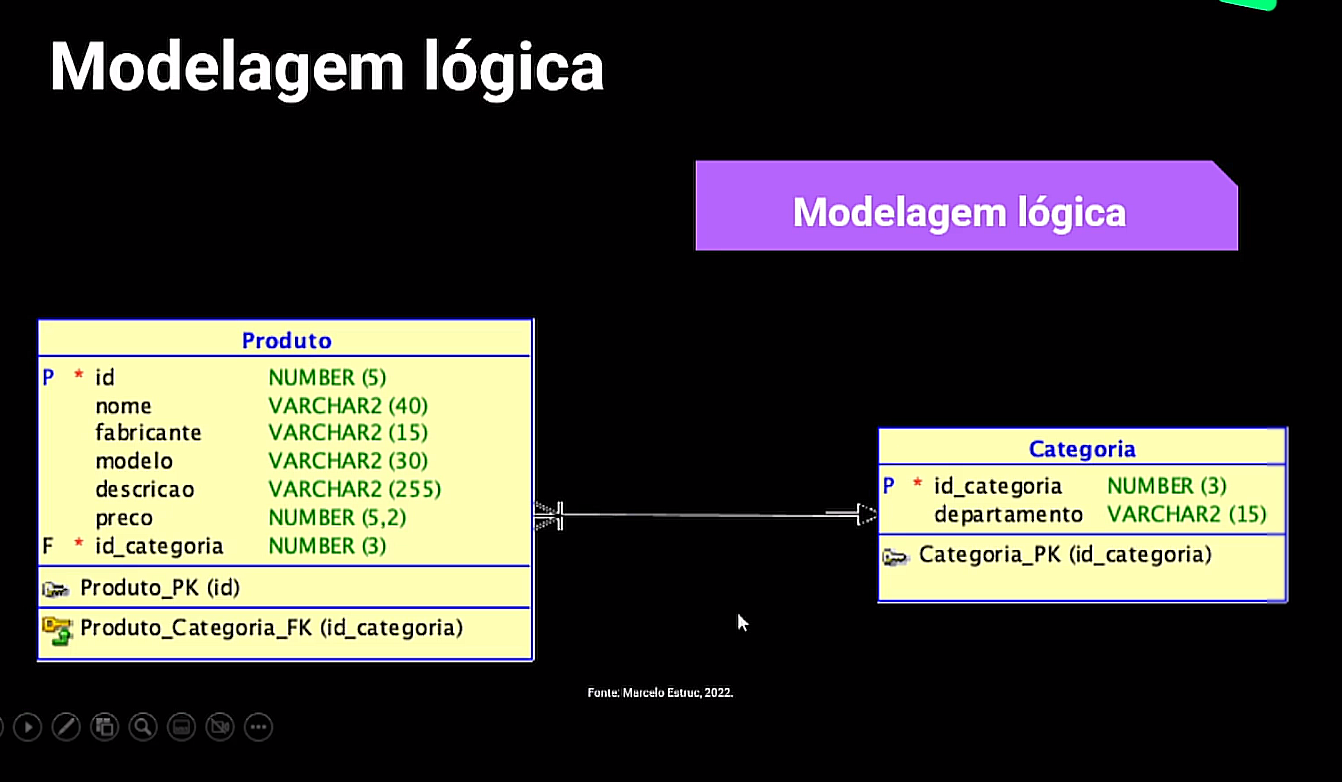 Modelagem lógica
Modelagem lógica
Produto
P * id NUMBER (5)
nome VARCHAR2 (40)
fabricante VARCHAR2 (15)
modelo VARCHAR2 (30)
descricao VARCHAR2 (255)
preco NUMBER (5,2)
F * id_categoria NUMBER (3)
Produto_PK (id)
Produto_Categoria_FK (id_categoria)
Categoria
P * id_categoria NUMBER (3)
departamento VARCHAR2 (15)
Categoria_PK (id_categoria)
Fonte: Marcelo Estruc, 2022.